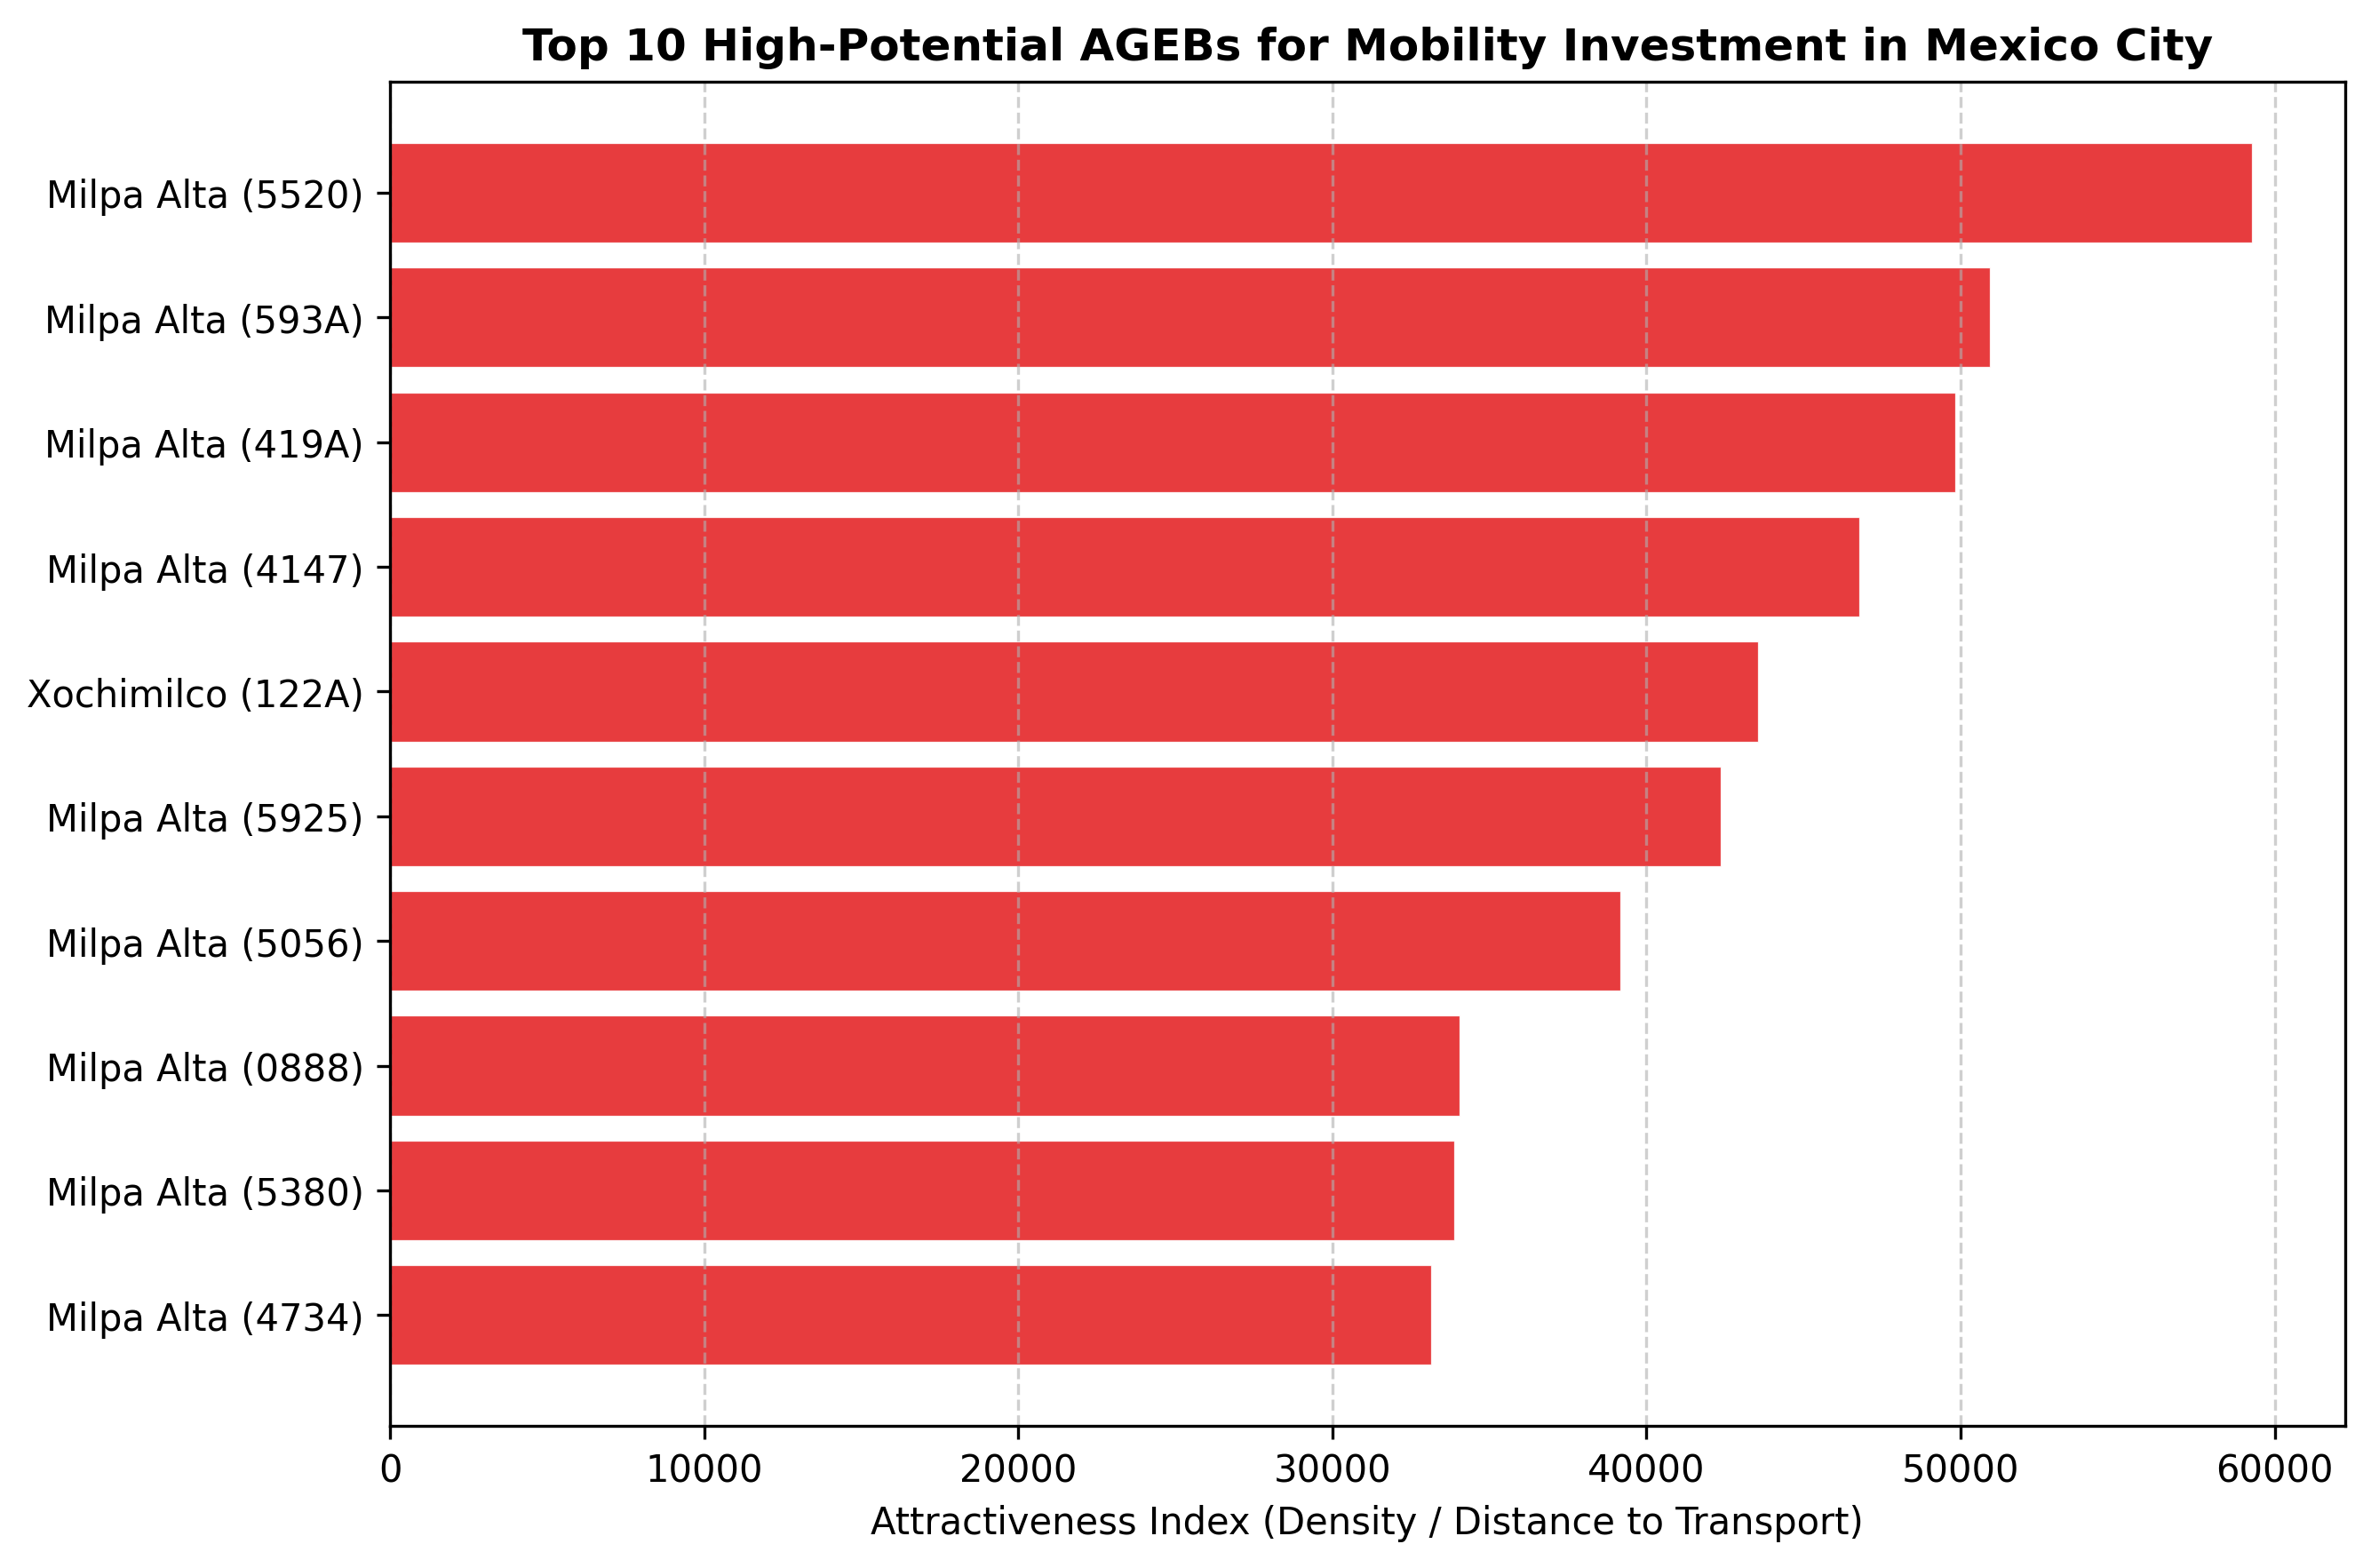 Top 10 High-Potential AGEBs for Mobility Investment in Mexico City
Milpa Alta (5520)
Milpa Alta (593A)
Milpa Alta (419A)
Milpa Alta (4147)
Xochimilco (122A)
Milpa Alta (5925)
Milpa Alta (5056)
Milpa Alta (0888)
Milpa Alta (5380)
Milpa Alta (4734)
0 10000 20000 30000 40000 50000 60000
Attractiveness Index (Density / Distance to Transport)